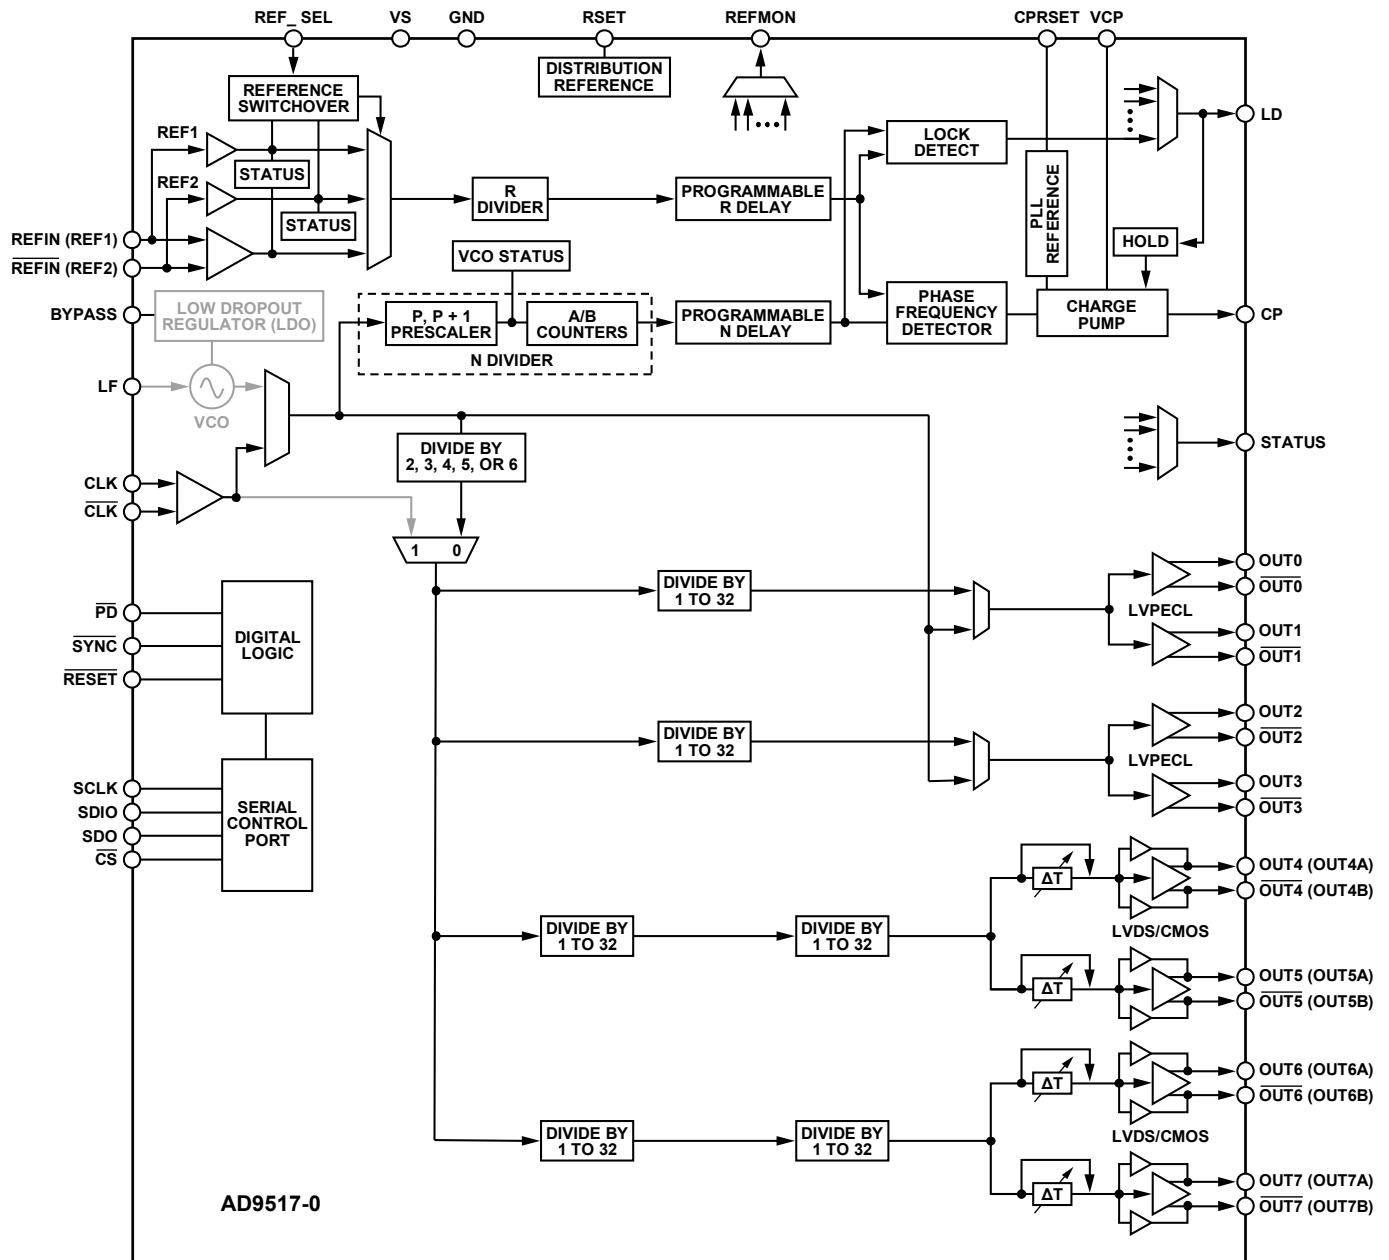 REF_ SEL VS GND RSET REFMON CPRSET VCP
DISTRIBUTION
REFERENCE
REFERENCE
SWITCHOVER
REF1
STATUS
REF2
STATUS
REFIN (REF1)
REFIN (REF2)
BYPASS
LOW DROPOUT
REGULATOR (LDO)
LF
VCO
CLK
CLK
R
DIVIDER
PROGRAMMABLE
R DELAY
LOCK
DETECT
LD
PLL
REFERENCE
HOLD
VCO STATUS
P, P + 1
PRESCALER
A/B
COUNTERS
N DIVIDER
PROGRAMMABLE
N DELAY
PHASE
FREQUENCY
DETECTOR
CHARGE
PUMP
CP
DIVIDE BY
2, 3, 4, 5, OR 6
STATUS
1 0
PD
SYNC
RESET
DIGITAL
LOGIC
SCLK
SDIO
SDO
CS
SERIAL
CONTROL
PORT
DIVIDE BY
1 TO 32
LVPECL
OUT0
OUT0
OUT1
OUT1
DIVIDE BY
1 TO 32
LVPECL
OUT2
OUT2
OUT3
OUT3
DIVIDE BY
1 TO 32
DIVIDE BY
1 TO 32
ΔT
OUT4 (OUT4A)
OUT4 (OUT4B)
LVDS/CMOS
ΔT
OUT5 (OUT5A)
OUT5 (OUT5B)
DIVIDE BY
1 TO 32
DIVIDE BY
1 TO 32
ΔT
OUT6 (OUT6A)
OUT6 (OUT6B)
LVDS/CMOS
ΔT
OUT7 (OUT7A)
OUT7 (OUT7B)
AD9517-0